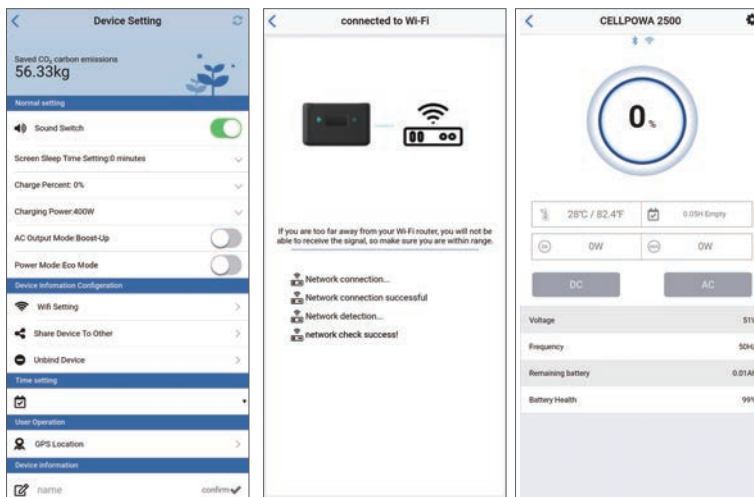 Device Setting
Saved CO₂ carbon emissions
56.33kg
Normal setting
Sound Switch
Screen Sleep Time Setting:0 minutes
Charge Percent: 0%
Charging Power:400W
AC Output Mode:Boost-Up
Power Mode:Eco Mode
Device Infomation Configeration
Wifi Setting
Share Device To Other
Unbind Device
Time setting
User Operation
GPS Location
Device information
name
confirm
connected to Wi-Fi
If you are too far away from your Wi-Fi router, you will not be
able to receive the signal, so make sure you are within range.
Network connection...
Network connection successful
Network detection...
network check success!
CELLPOWA 2500
0%
28°C / 82.4°F
0.05H Empty
0W
0W
DC
AC
Voltage
51V
Frequency
50Hz
Remaining battery
0.01Ah
Battery Health
99%